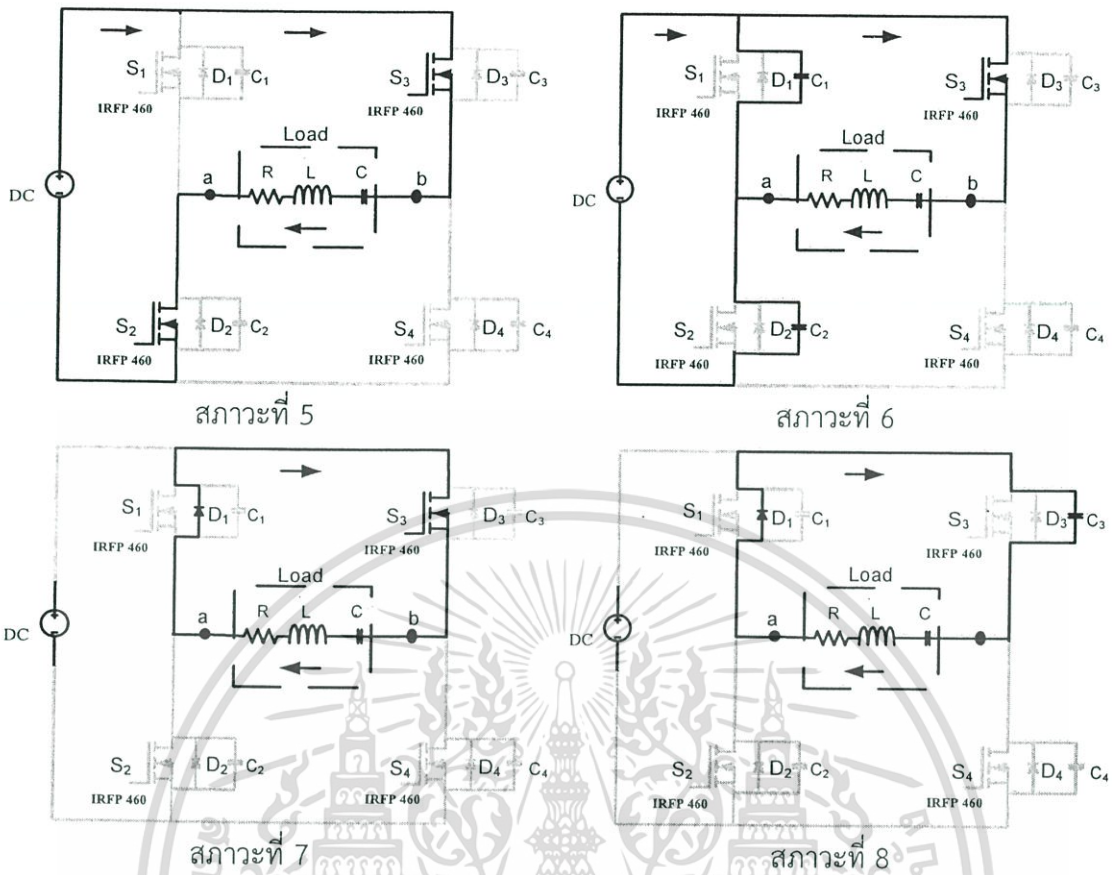 S1
D1
C1
IRFP 460
S3
D3
C3
IRFP 460
Load
R
L
C
a
b
DC
S2
D2
C2
IRFP 460
S4
D4
C4
IRFP 460
สภาวะที่ 5
S1
D1
C1
IRFP 460
S3
D3
C3
IRFP 460
Load
R
L
C
a
b
DC
S2
D2
C2
IRFP 460
S4
D4
C4
IRFP 460
สภาวะที่ 6
S1
D1
C1
IRFP 460
S3
D3
C3
IRFP 460
Load
R
L
C
a
b
DC
S2
D2
C2
IRFP 460
S4
D4
C4
IRFP 460
สภาวะที่ 7
S1
D1
C1
IRFP 460
S3
D3
C3
IRFP 460
Load
R
L
C
a
DC
S2
D2
C2
IRFP 460
S4
D4
C4
IRFP 460
สภาวะที่ 8